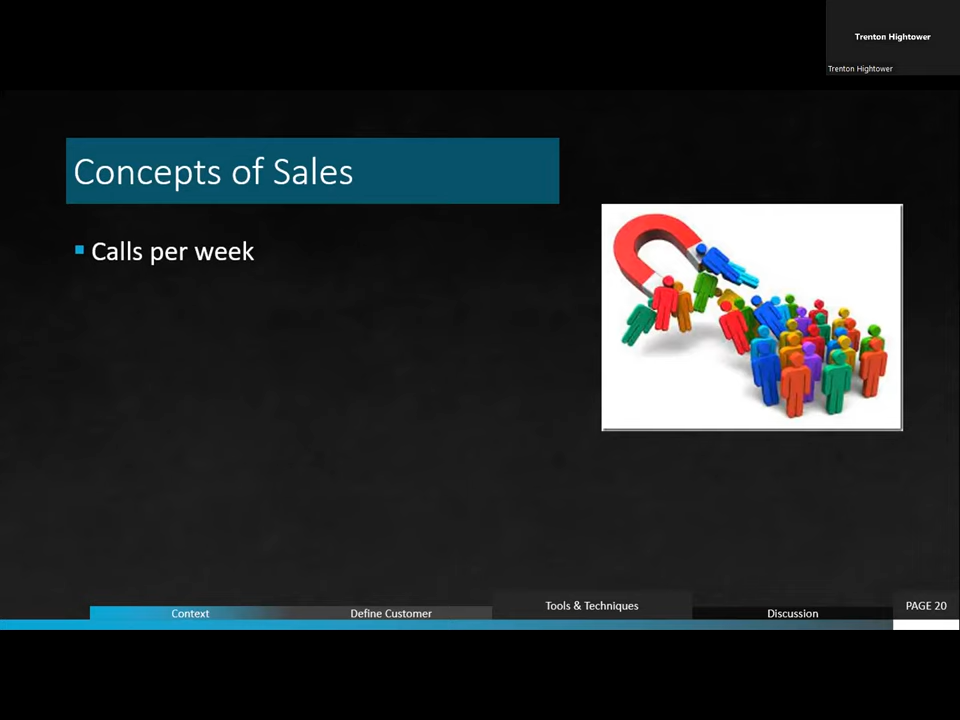 Trenton Hightower
Trenton Hightower
Concepts of Sales
Calls per week
Context
Define Customer
Tools & Techniques
Discussion
PAGE 20